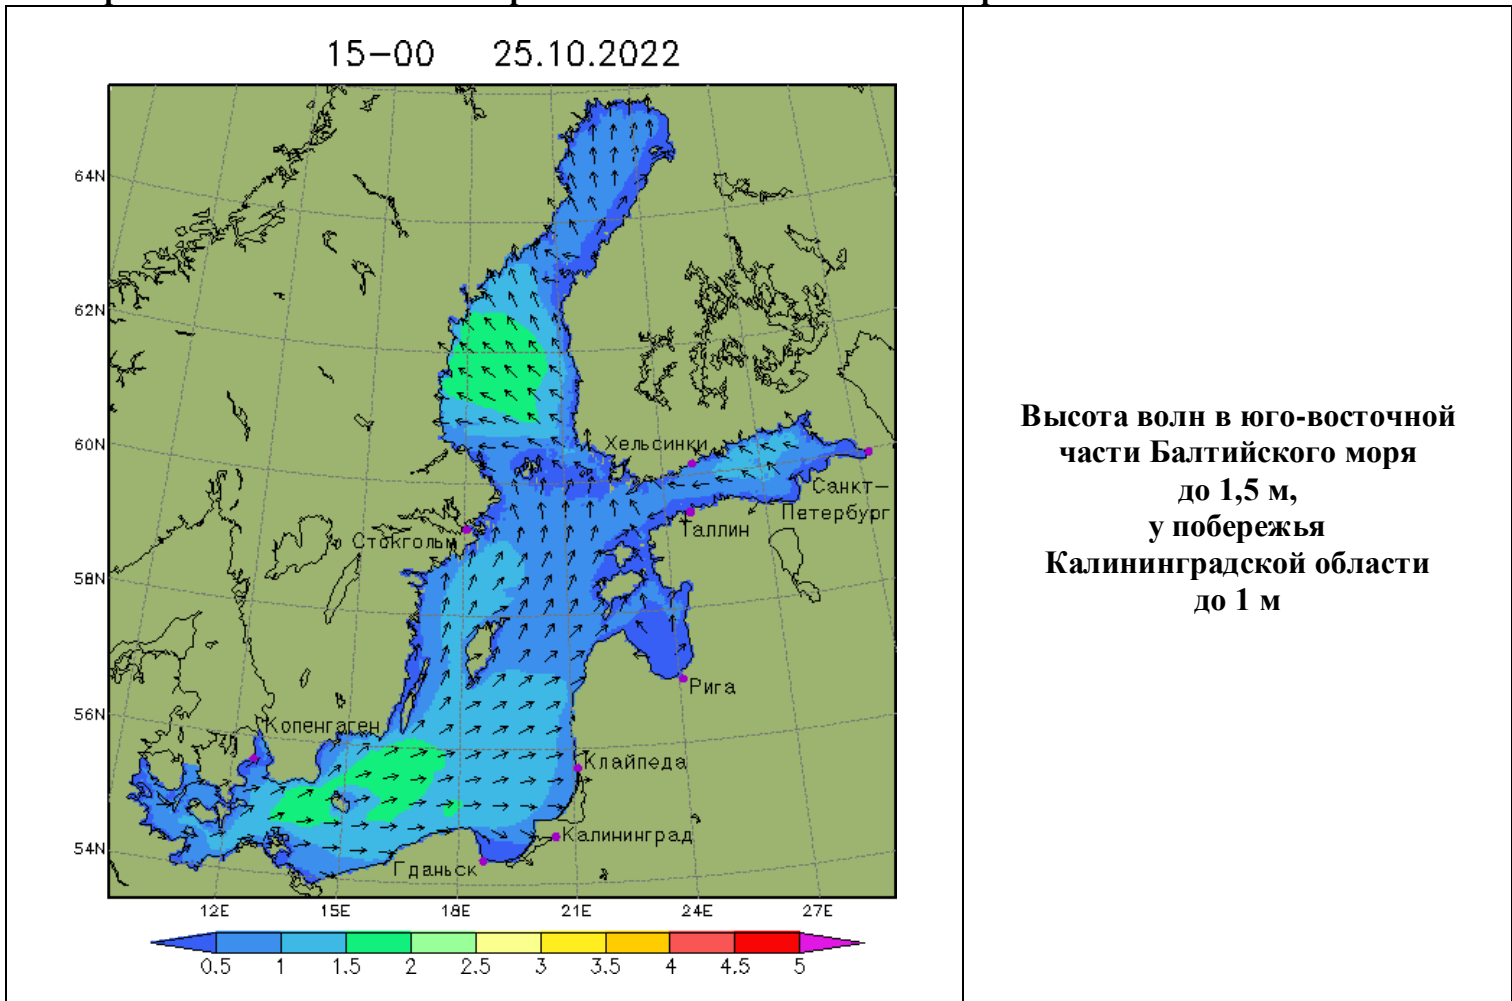 15-00 25.10.2022
64N
62N
Хельсинки
60N
Санкт-
Петербург
Таллин
Стокгольм
58N
Рига
56N
Копенгаген
Клайпеда
Калининград
54N
Гданьск
12E 15E 18E 21E 24E 27E
0.5 1 1.5 2 2.5 3 3.5 4 4.5 5
Высота волн в юго-восточной
части Балтийского моря
до 1,5 м,
у побережья
Калининградской области
до 1 м